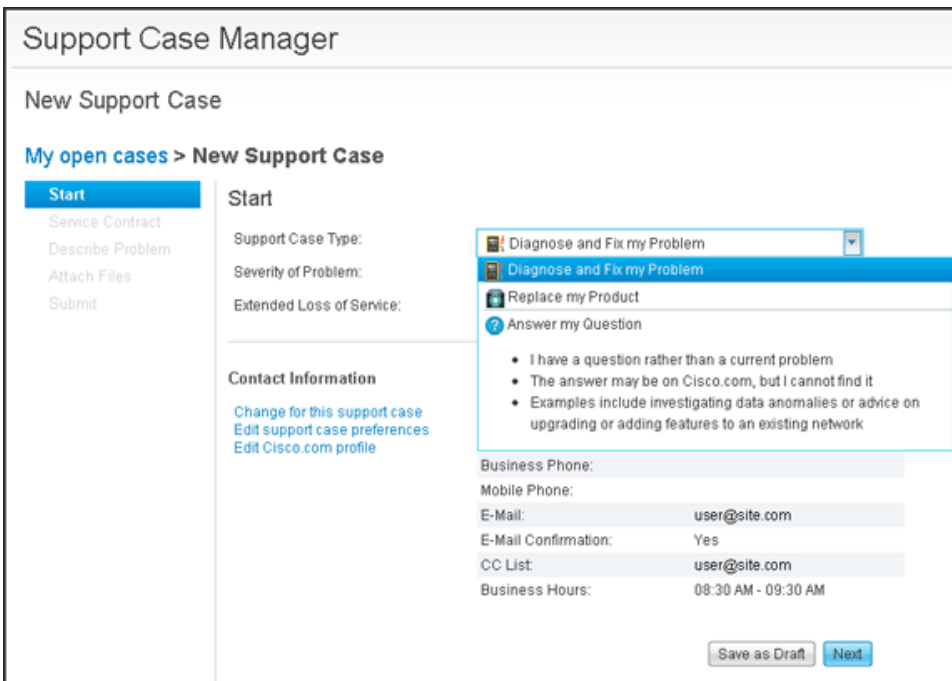 Support Case Manager
New Support Case
My open cases > New Support Case
Start
Service Contract
Describe Problem
Attach Files
Submit
Start
Support Case Type:
Diagnose and Fix my Problem
Severity of Problem:
Diagnose and Fix my Problem
Replace my Product
Extended Loss of Service:
Answer my Question
• I have a question rather than a current problem
• The answer may be on Cisco.com, but I cannot find it
• Examples include investigating data anomalies or advice on
upgrading or adding features to an existing network
Contact Information
Change for this support case
Edit support case preferences
Edit Cisco.com profile
Business Phone:
Mobile Phone:
E-Mail: user@site.com
E-Mail Confirmation: Yes
CC List: user@site.com
Business Hours: 08:30 AM - 09:30 AM
Save as Draft
Next